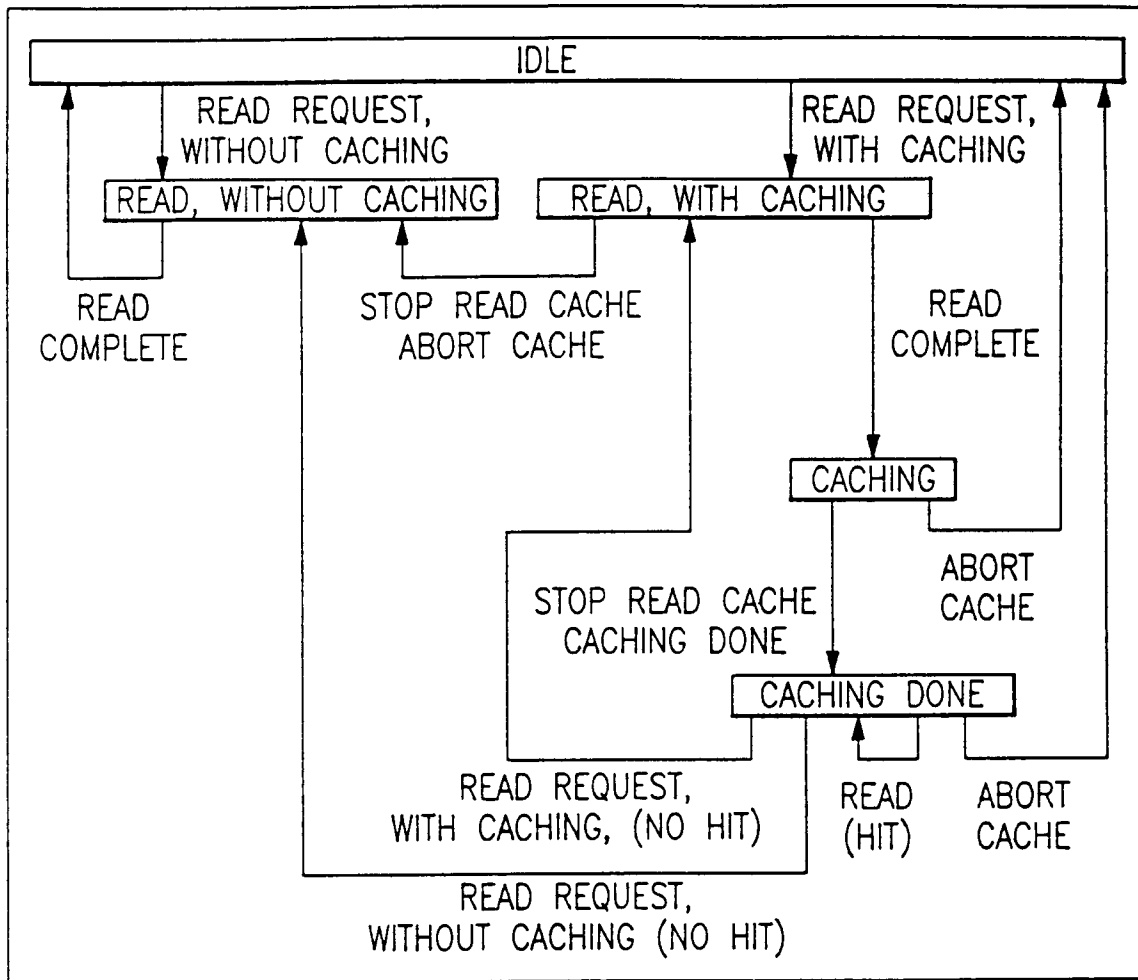 IDLE
READ REQUEST,
WITHOUT CACHING
READ REQUEST,
WITH CACHING
READ, WITHOUT CACHING
READ, WITH CACHING
READ
COMPLETE
STOP READ CACHE
ABORT CACHE
READ
COMPLETE
CACHING
ABORT
CACHE
STOP READ CACHE
CACHING DONE
CACHING DONE
READ REQUEST,
WITH CACHING, (NO HIT)
READ
(HIT)
ABORT
CACHE
READ REQUEST,
WITHOUT CACHING (NO HIT)